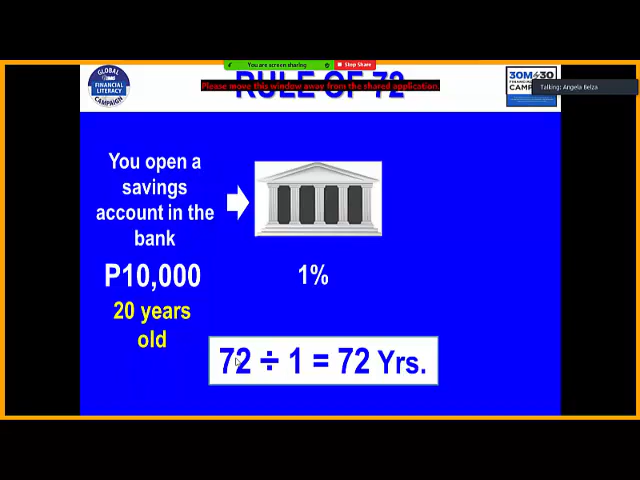 You are screen sharing
Stop Share
Please move this window away from the shared application.
RULE OF 72
GLOBAL
FINANCIAL
LITERACY
CAMPAIGN
30M 30
FINANCIAL
CAMP
Talking: Angela Belza
You open a
savings
account in the
bank
P10,000
1%
20 years
old
72 ÷ 1 = 72 Yrs.